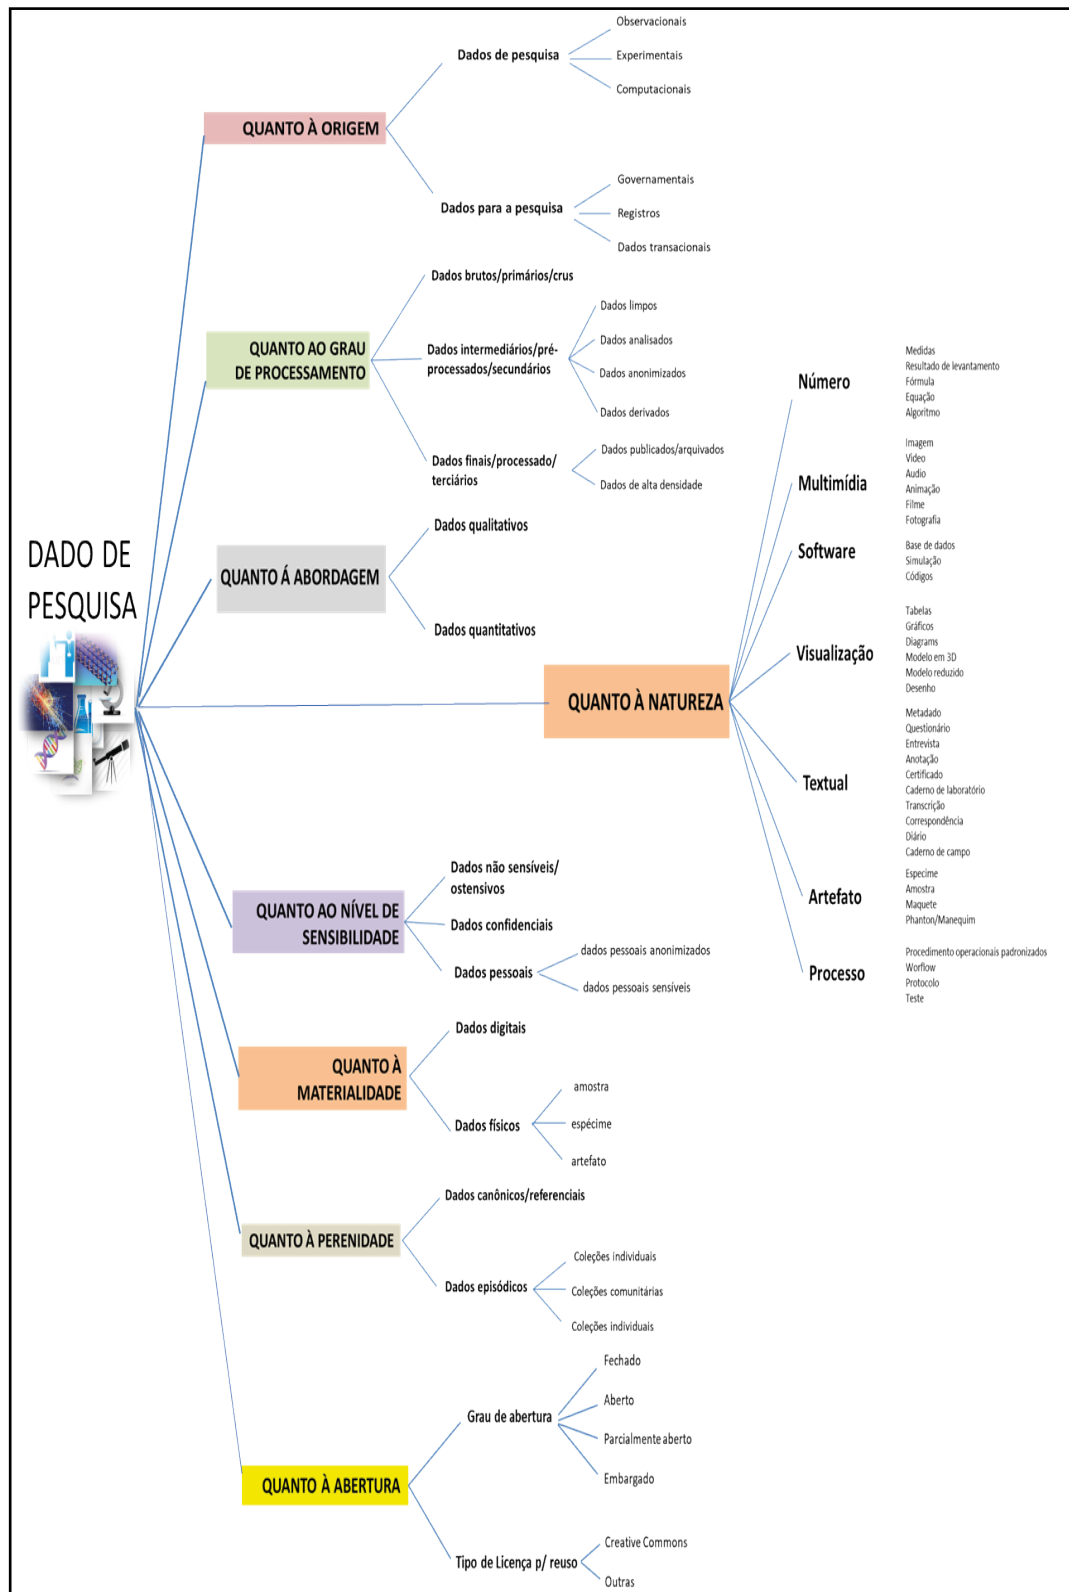 DADO DE
PESQUISA
QUANTO À ORIGEM
Dados de pesquisa
Observacionais
Experimentais
Computacionais
Dados para a pesquisa
Governamentais
Registros
Dados transacionais
QUANTO AO GRAU
DE PROCESSAMENTO
Dados brutos/primários/crus
Dados intermediários/pré-
processados/secundários
Dados limpos
Dados analisados
Dados anonimizados
Dados derivados
Dados finais/processado/
terciários
Dados publicados/arquivados
Dados de alta densidade
QUANTO Á ABORDAGEM
Dados qualitativos
Dados quantitativos
QUANTO À NATUREZA
Número
Medidas
Resultado de levantamento
Fórmula
Equação
Algoritmo
Multimídia
Imagem
Video
Audio
Animação
Filme
Fotografia
Software
Base de dados
Simulação
Códigos
Visualização
Tabelas
Gráficos
Diagrams
Modelo em 3D
Modelo reduzido
Desenho
Textual
Metadado
Questionário
Entrevista
Anotação
Certificado
Caderno de laboratório
Transcrição
Correspondência
Diário
Caderno de campo
Artefato
Especime
Amostra
Maquete
Phanton/Manequim
Processo
Procedimento operacionais padronizados
Worflow
Protocolo
Teste
QUANTO AO NÍVEL DE
SENSIBILIDADE
Dados não sensíveis/
ostensivos
Dados confidenciais
Dados pessoais
dados pessoais anonimizados
dados pessoais sensíveis
QUANTO À
MATERIALIDADE
Dados digitais
Dados físicos
amostra
espécime
artefato
QUANTO À PERENIDADE
Dados canônicos/referenciais
Dados episódicos
Coleções individuais
Coleções comunitárias
Coleções individuais
QUANTO À ABERTURA
Grau de abertura
Fechado
Aberto
Parcialmente aberto
Embargado
Tipo de Licença p/ reuso
Creative Commons
Outras